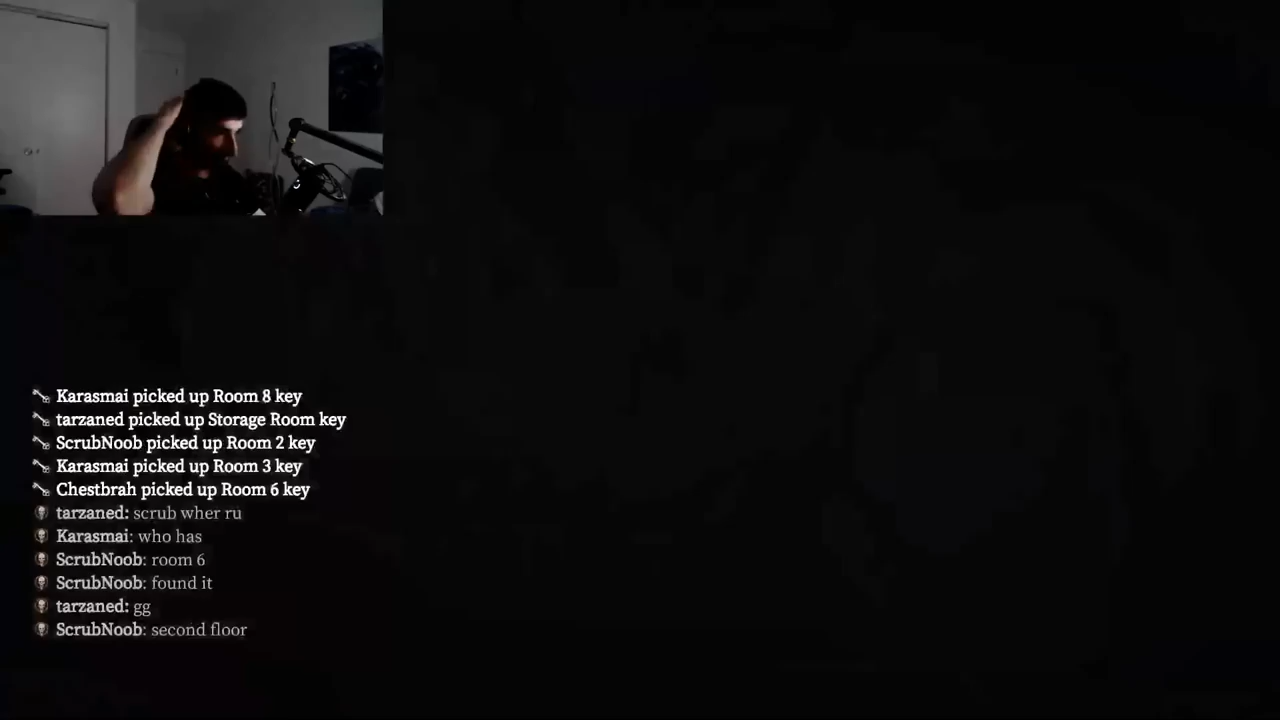 Karasmai picked up Room 8 key
tarzaned picked up Storage Room key
ScrubNoob picked up Room 2 key
Karasmai picked up Room 3 key
Chestbrah picked up Room 6 key
tarzaned: scrub wher ru
Karasmai: who has
ScrubNoob: room 6
ScrubNoob: found it
tarzaned: gg
ScrubNoob: second floor